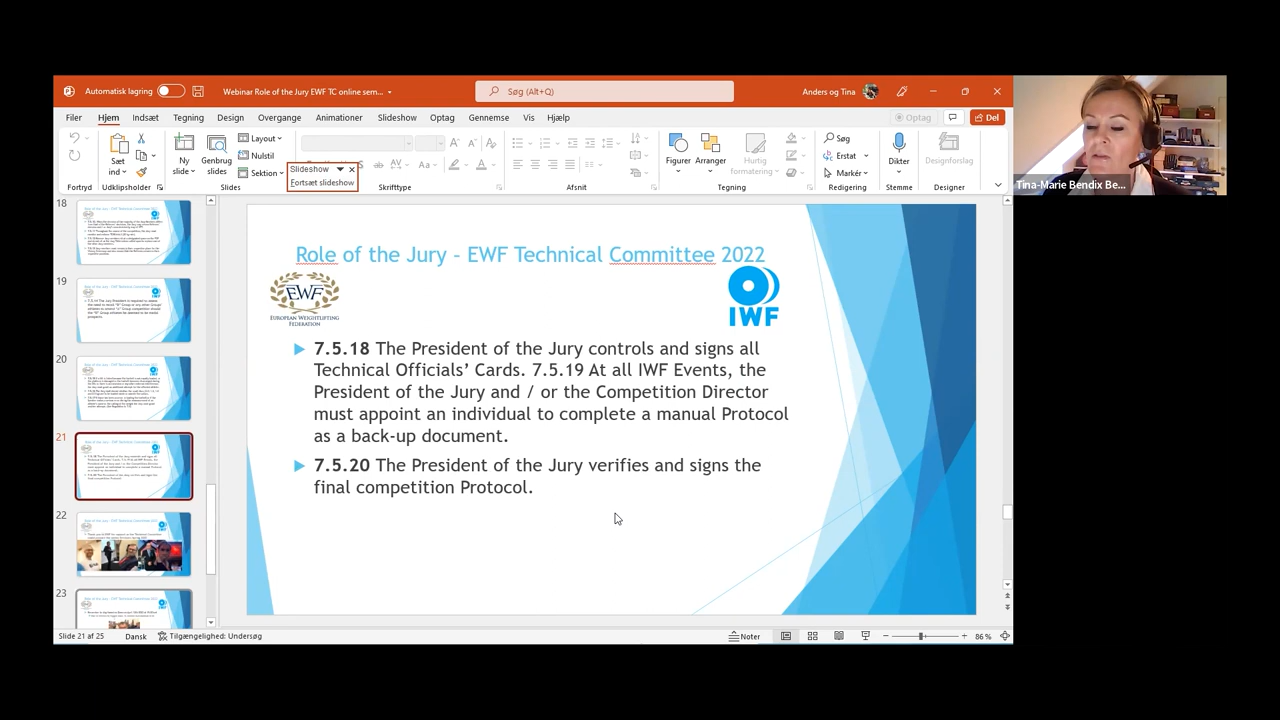 Automatisk lagring
Webinar Role of the Jury EWF TC online sem...
Søg (Alt+Q)
Anders og Tina
Filer Hjem Indsæt Tegning Design Overgange Animationer Slideshow Optag Gennemse Vis Hjælp
Optag Del
Sæt ind
Ny slide
Genbrug slides
Layout
Nulstil
Sektion
Slideshow
Fortsæt slideshow
Figurer
Arranger
Hurtig formatering
Søg
Erstat
Markér
Dikter
Designforslag
Fortryd Udklipsholder Slides Skrifttype Afsnit Tegning Redigering Stemme Designer
Tina-Marie Bendix Be...
18
19
20
21
22
23
Role of the Jury - EWF Technical Committee 2022
EWF
EUROPEAN WEIGHTLIFTING
FEDERATION
IWF
7.5.18 The President of the Jury controls and signs all
Technical Officials’ Cards. 7.5.19 At all IWF Events, the
President of the Jury and / or the Competition Director
must appoint an individual to complete a manual Protocol
as a back-up document.
7.5.20 The President of the Jury verifies and signs the
final competition Protocol.
Slide 21 af 25 Dansk Tilgængelighed: Undersøg Noter 86 %